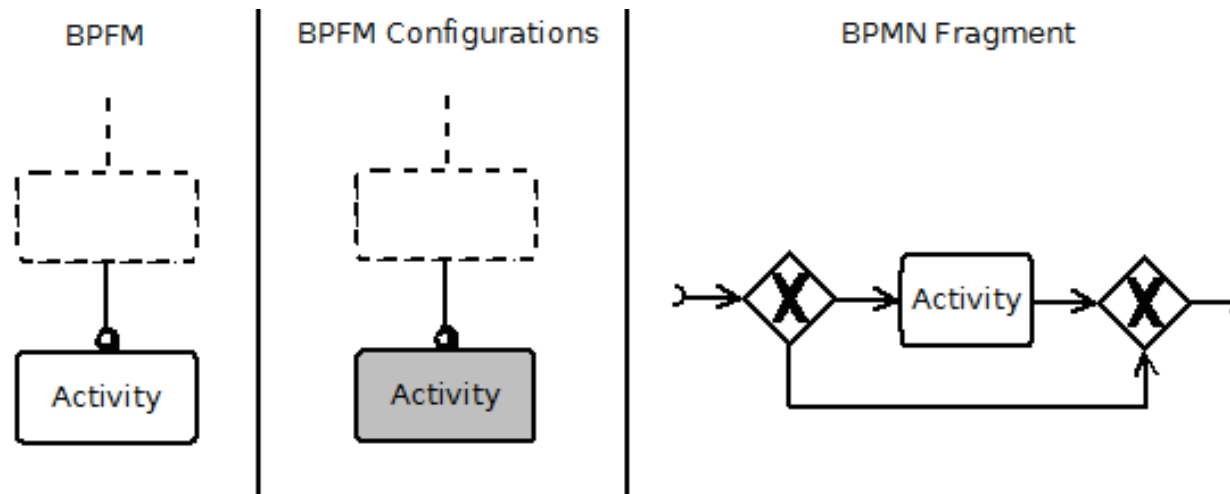 BPFM
BPFM Configurations
BPMN Fragment
Activity
Activity
X
Activity
X